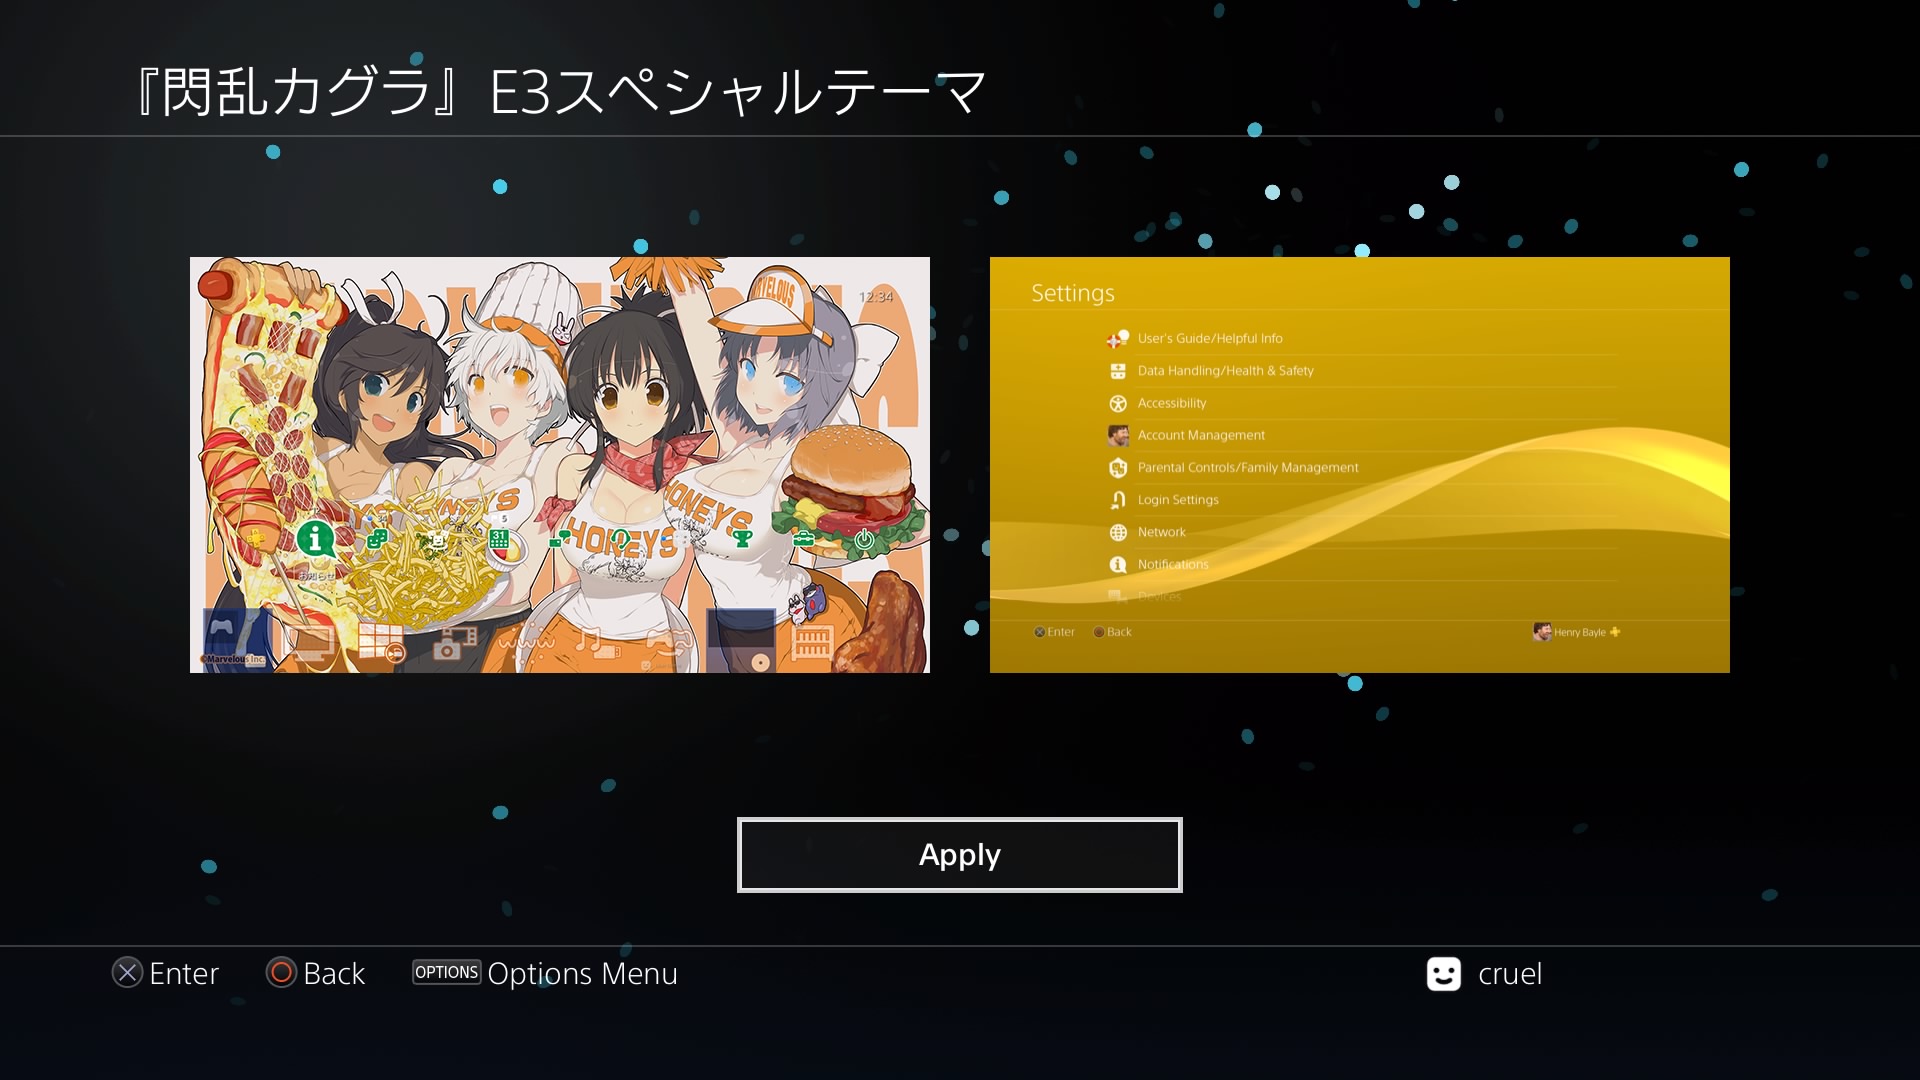 『閃乱カグラ』E3スペシャルテーマ
12:34
MARVELOUS
HONEYS
HONEYS
31
お知らせ
www
©Marvelous Inc.
Settings
User's Guide/Helpful Info
Data Handling/Health & Safety
Accessibility
Account Management
Parental Controls/Family Management
Login Settings
Network
Notifications
Devices
Enter
Back
Henry Bayle
Apply
Enter
Back
OPTIONS Options Menu
cruel